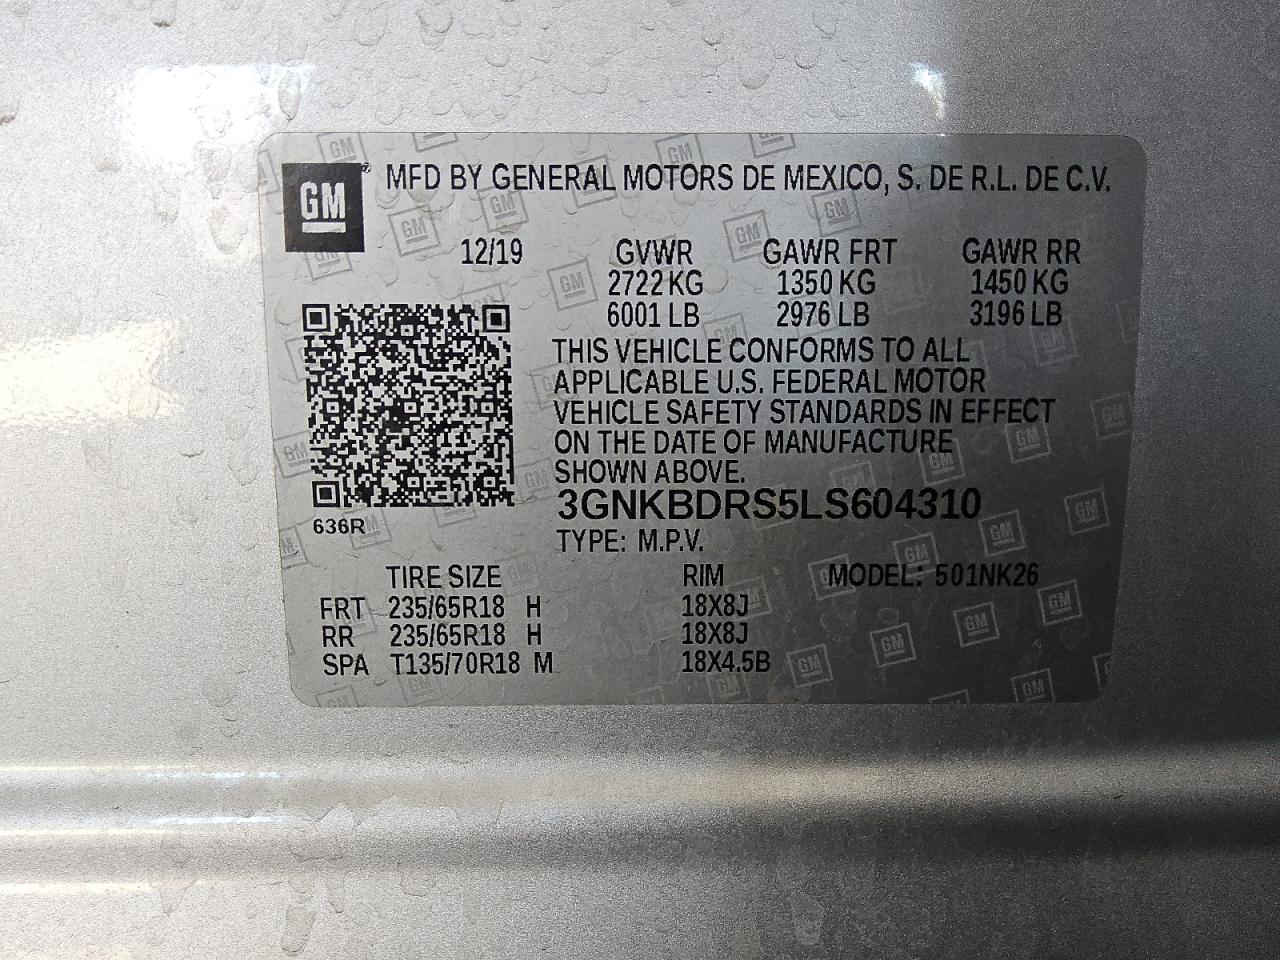 GM
MFD BY GENERAL MOTORS DE MEXICO, S. DE R.L. DE C.V.
12/19 GVWR GAWR FRT GAWR RR
2722 KG 1350 KG 1450 KG
6001 LB 2976 LB 3196 LB
THIS VEHICLE CONFORMS TO ALL
APPLICABLE U.S. FEDERAL MOTOR
VEHICLE SAFETY STANDARDS IN EFFECT
ON THE DATE OF MANUFACTURE
SHOWN ABOVE.
3GNKBDRS5LS604310
636R
TYPE: M.P.V.
TIRE SIZE RIM MODEL: 501NK26
FRT 235/65R18 H 18X8J
RR 235/65R18 H 18X8J
SPA T135/70R18 M 18X4.5B